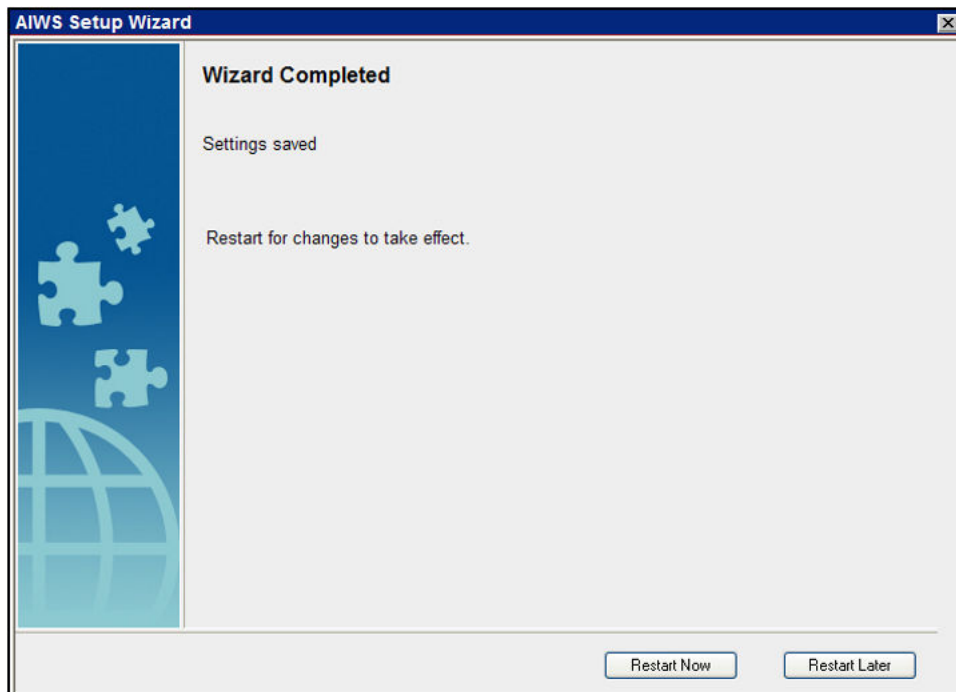 AIWS Setup Wizard
Wizard Completed
Settings saved
Restart for changes to take effect.
Restart Now
Restart Later